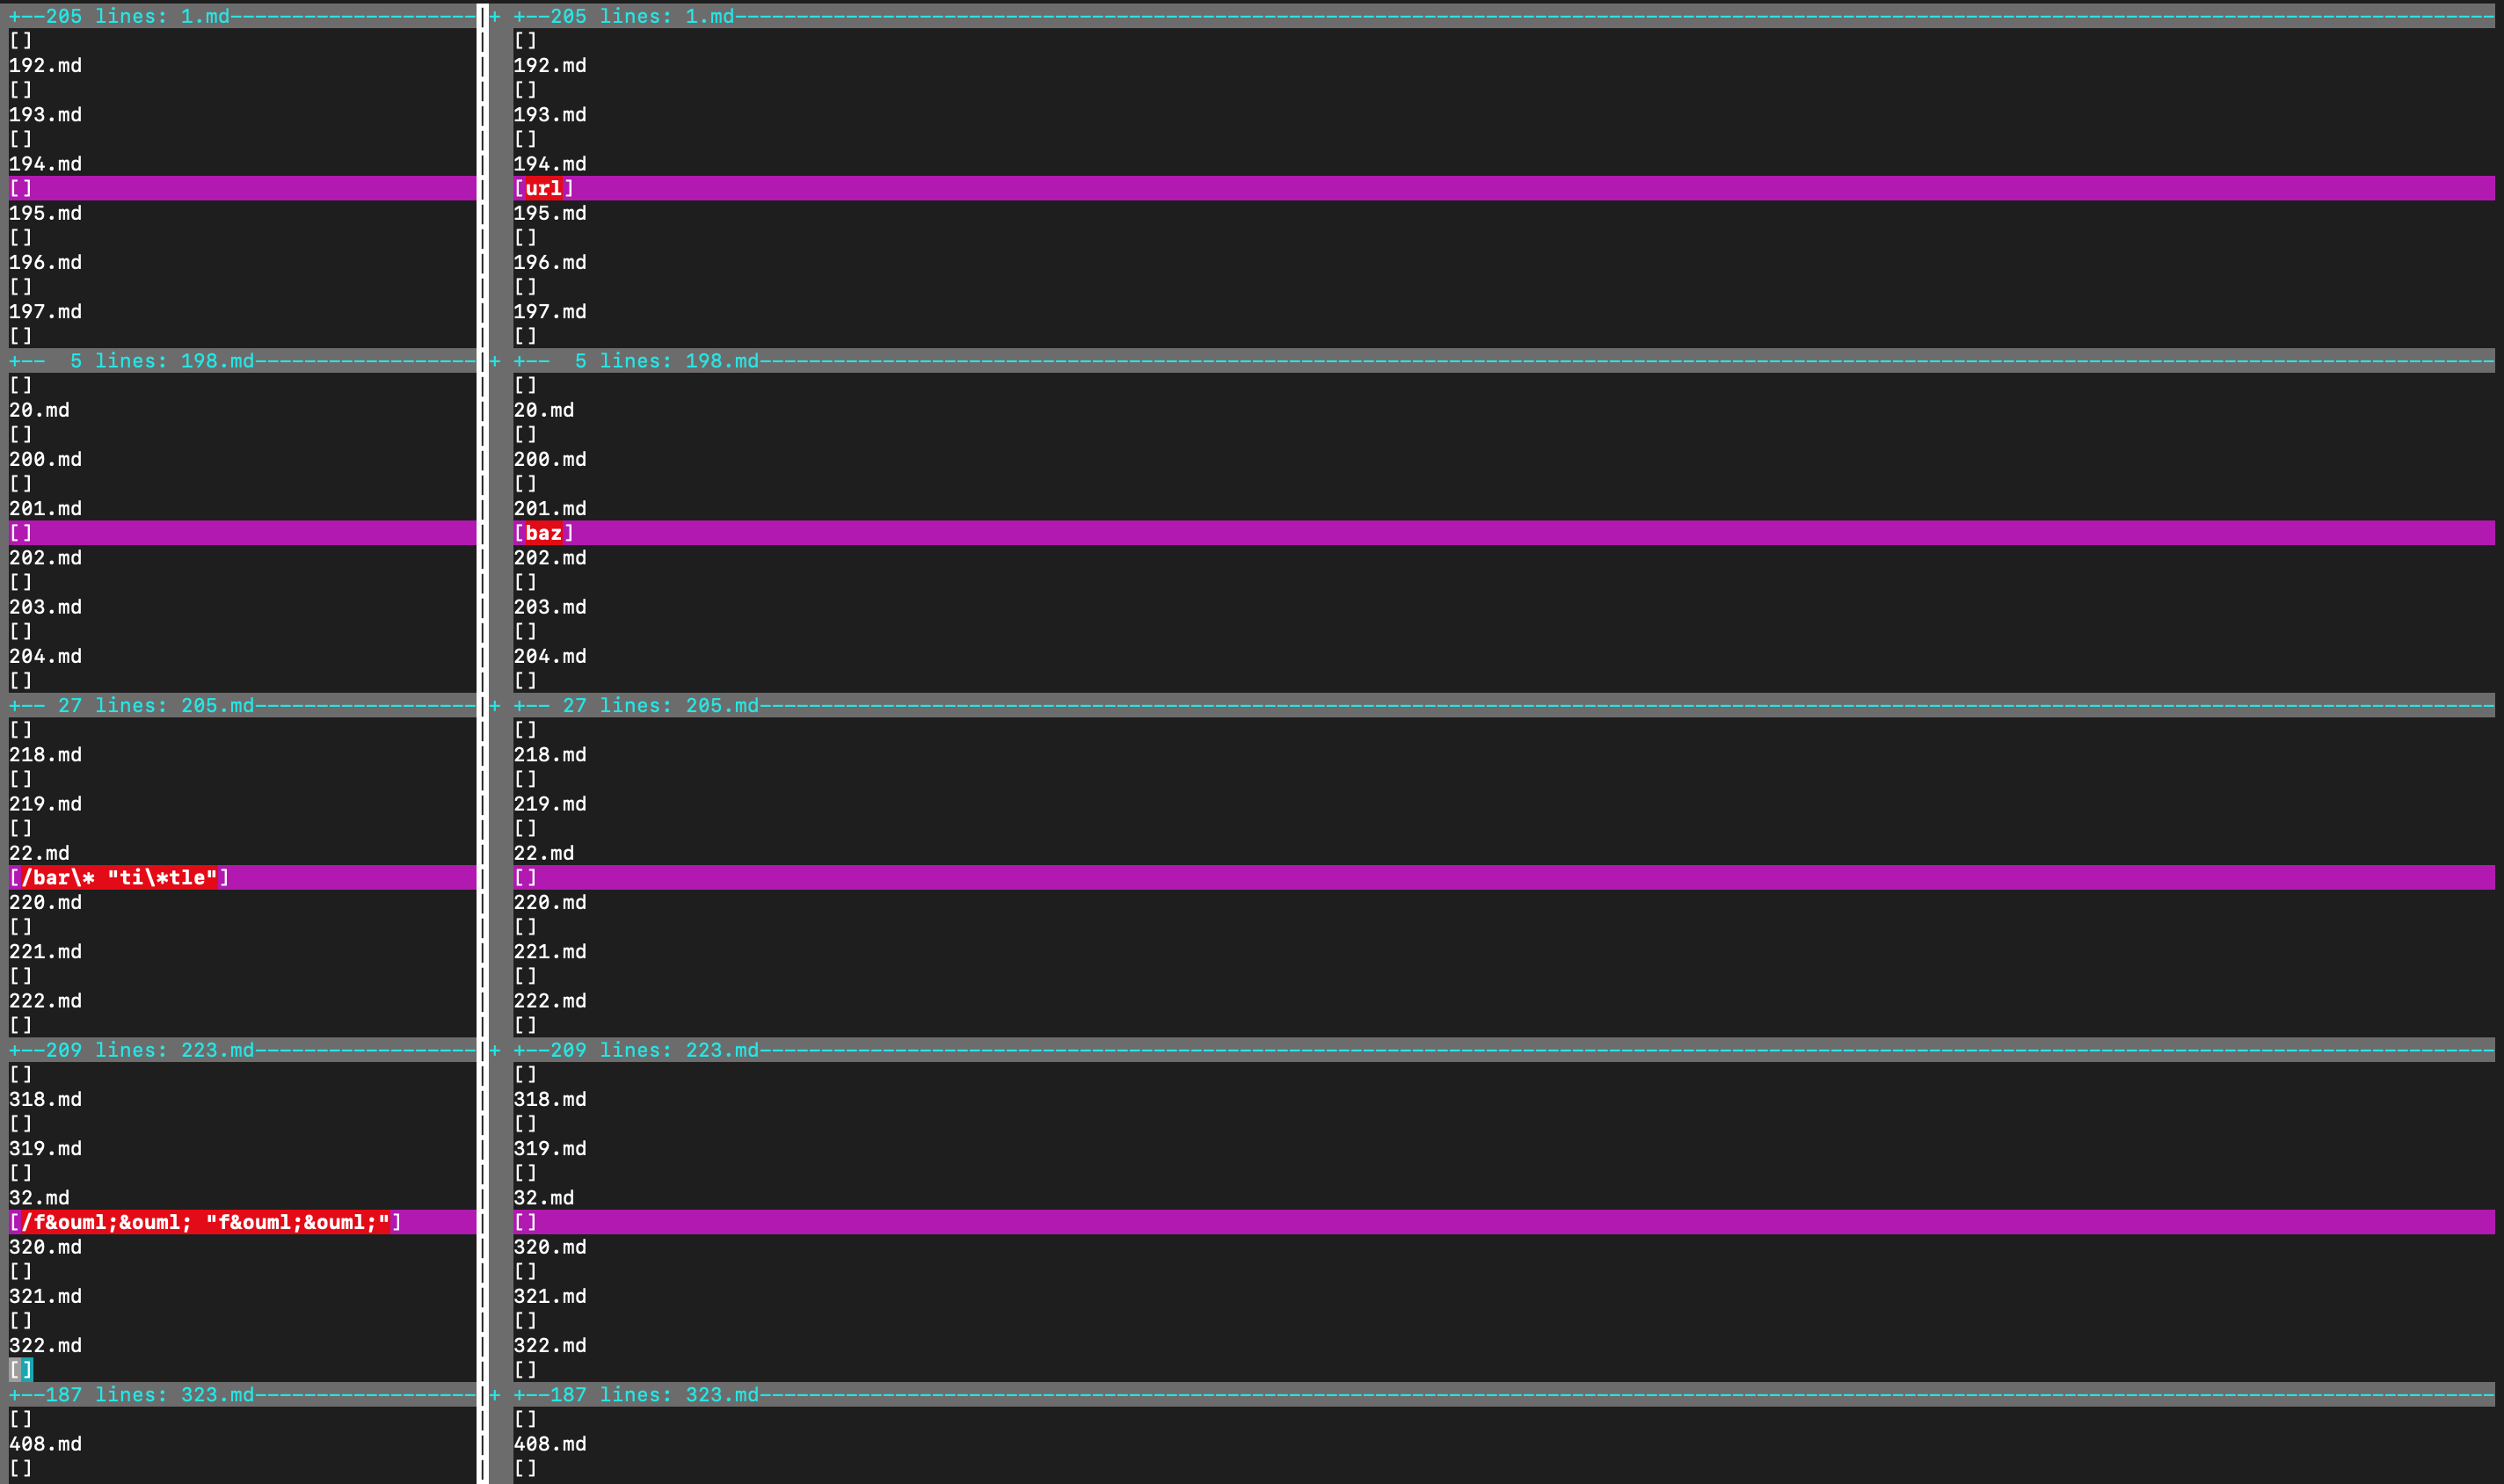 +--205 lines: 1.md--------------------
[]
192.md
[]
193.md
[]
194.md
[]
195.md
[]
196.md
[]
197.md
[]
+--  5 lines: 198.md------------------
[]
20.md
[]
200.md
[]
201.md
[]
202.md
[]
203.md
[]
204.md
[]
+-- 27 lines: 205.md------------------
[]
218.md
[]
219.md
[]
22.md
[/bar\* "ti\*tle"]
220.md
[]
221.md
[]
222.md
[]
+--209 lines: 223.md------------------
[]
318.md
[]
319.md
[]
32.md
[/f&ouml;&ouml; "f&ouml;&ouml;"]
320.md
[]
321.md
[]
322.md
[]
+--187 lines: 323.md------------------
[]
408.md
[]
+ +--205 lines: 1.md--------------------
[]
192.md
[]
193.md
[]
194.md
[url]
195.md
[]
196.md
[]
197.md
[]
+ +--  5 lines: 198.md------------------
[]
20.md
[]
200.md
[]
201.md
[baz]
202.md
[]
203.md
[]
204.md
[]
+ +-- 27 lines: 205.md------------------
[]
218.md
[]
219.md
[]
22.md
[]
220.md
[]
221.md
[]
222.md
[]
+ +--209 lines: 223.md------------------
[]
318.md
[]
319.md
[]
32.md
[]
320.md
[]
321.md
[]
322.md
[]
+ +--187 lines: 323.md------------------
[]
408.md
[]